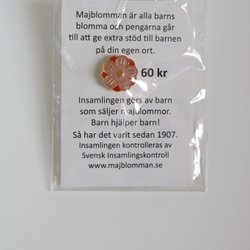 Majblomman är alla barns
blomma och pengarna går
till att ge extra stöd till barnen
på din egen ort.
60 kr
Insamlingen görs av barn
som säljer majblommor.
Barn hjälper barn!
Så har det varit sedan 1907.
Insamlingen kontrolleras av
Svensk Insamlingskontroll
www.majblomman.se